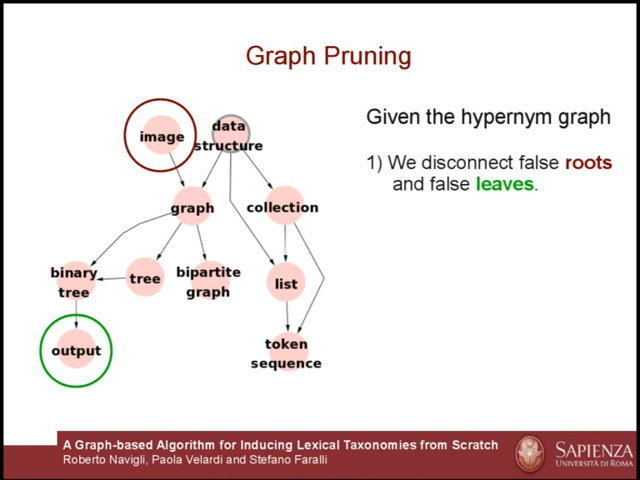 Graph Pruning
image
data
structure
graph
collection
binary
tree
tree
bipartite
graph
list
output
token
sequence
Given the hypernym graph
1) We disconnect false roots
and false leaves.
A Graph-based Algorithm for Inducing Lexical Taxonomies from Scratch
Roberto Navigli, Paola Velardi and Stefano Faralli
SAPIENZA
UNIVERSITÀ DI ROMA